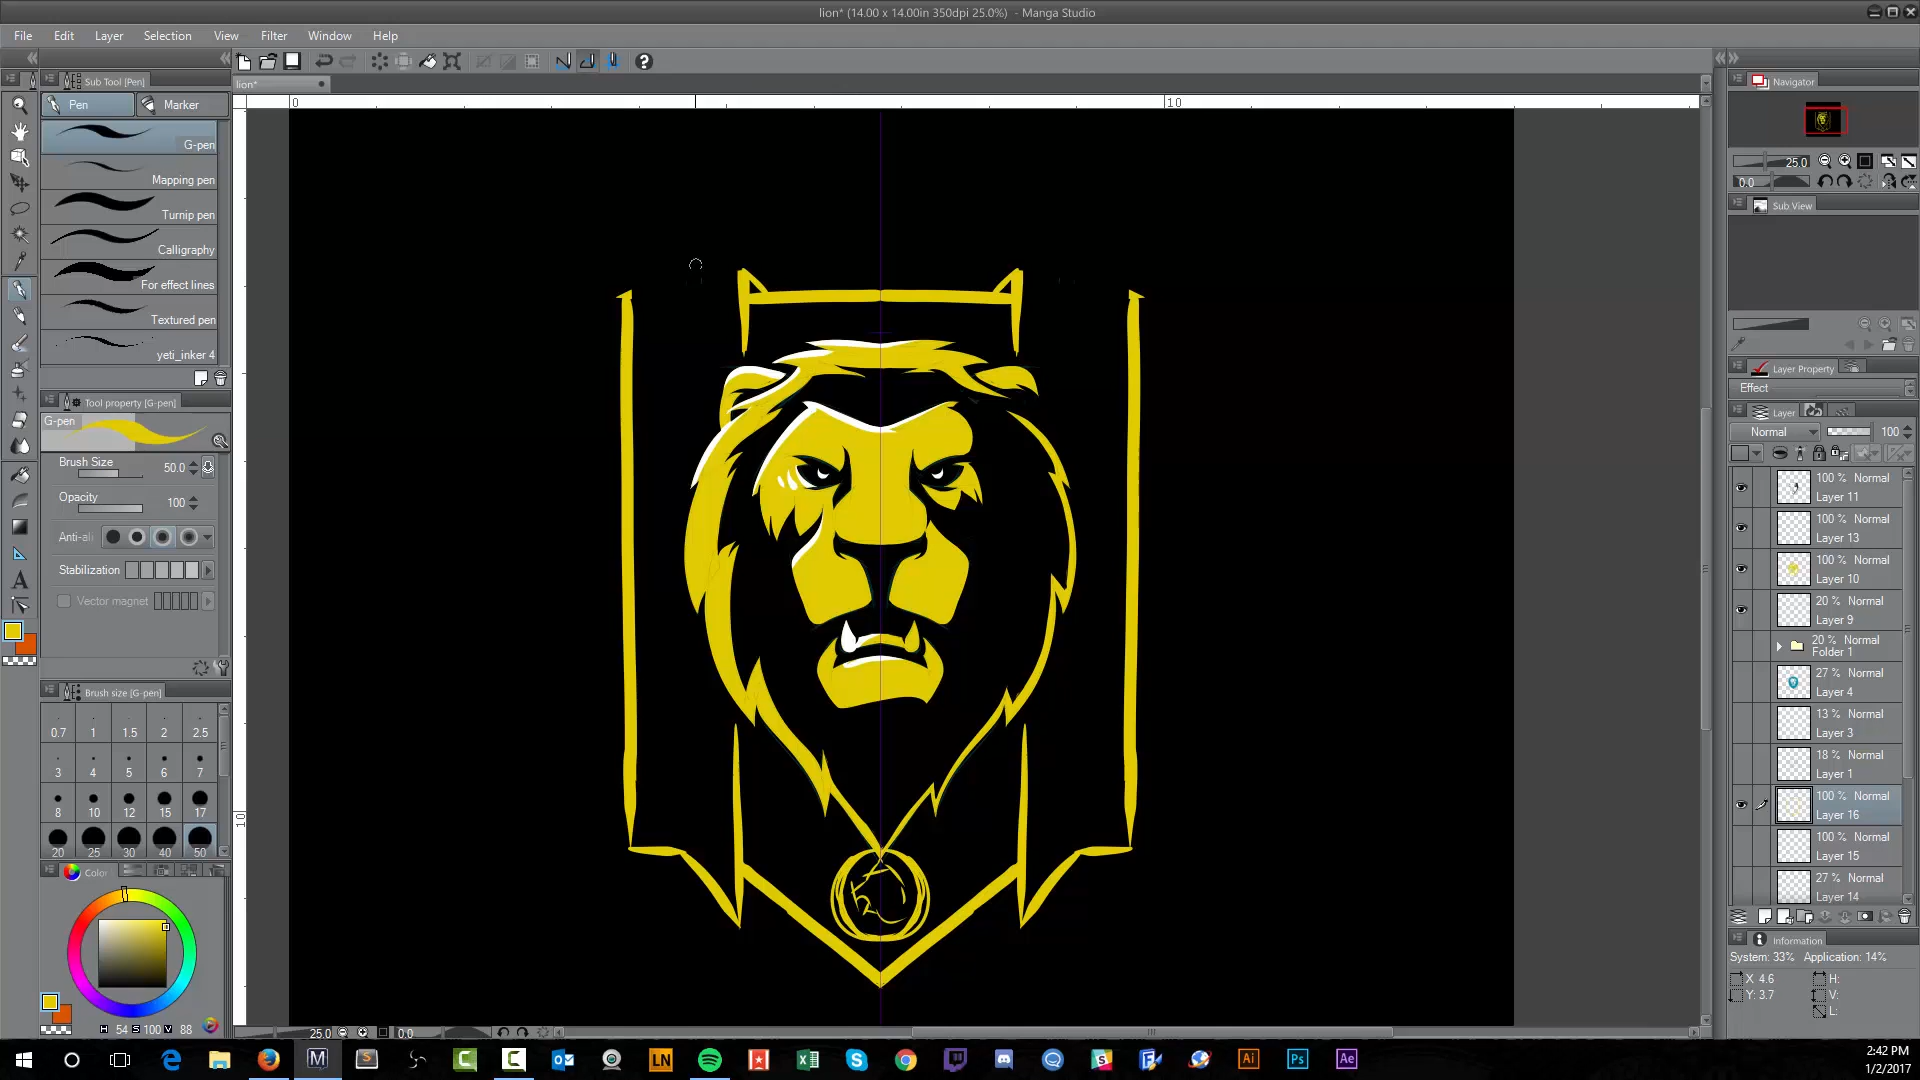 lion* (14.00 x 14.00in 350dpi 25.0%) - Manga Studio
File Edit Layer Selection View Filter Window Help
Sub Tool [Pen]
lion*
Pen Marker
G-pen
Mapping pen
Turnip pen
Calligraphy
For effect lines
Textured pen
yeti_inker 4
Tool property [G-pen]
G-pen
Brush Size 50.0
Opacity 100
Anti-ali
Stabilization
Vector magnet
Brush size [G-pen]
0.7 1 1.5 2 2.5
3 4 5 6 7
8 10 12 15 17
20 25 30 40 50
Color
H 54 S 100 V 88
0 10
10
25.0 0.0
Navigator
25.0
0.0
Sub View
Layer Property
Effect
Layer
Normal 100
100 % Normal
Layer 11
100 % Normal
Layer 13
100 % Normal
Layer 10
20 % Normal
Layer 9
20 % Normal
Folder 1
27 % Normal
Layer 4
13 % Normal
Layer 3
18 % Normal
Layer 1
100 % Normal
Layer 16
100 % Normal
Layer 15
27 % Normal
Layer 14
Information
System: 33% Application: 14%
X 4.6 H:
Y: 3.7 V:
L:
2:42 PM
1/2/2017